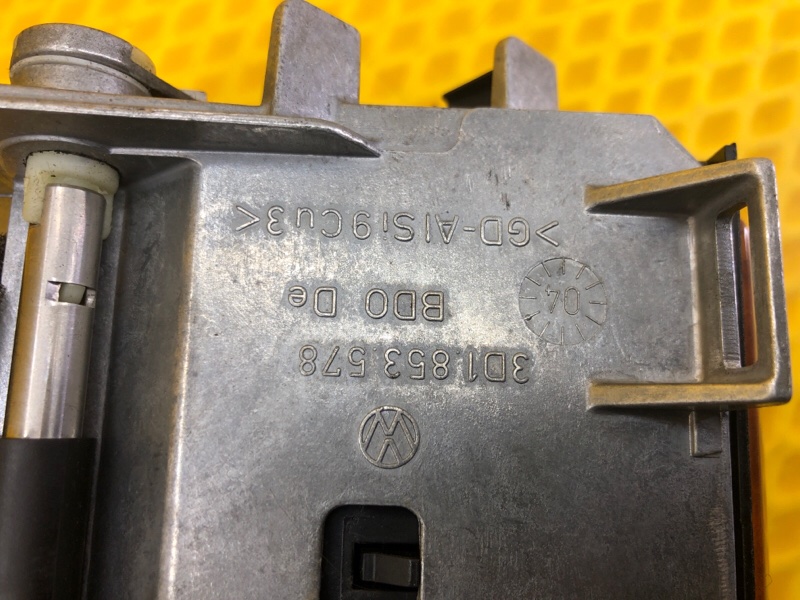 3D1 853 578
BDO De
04
>GD-AlSi9Cu3<